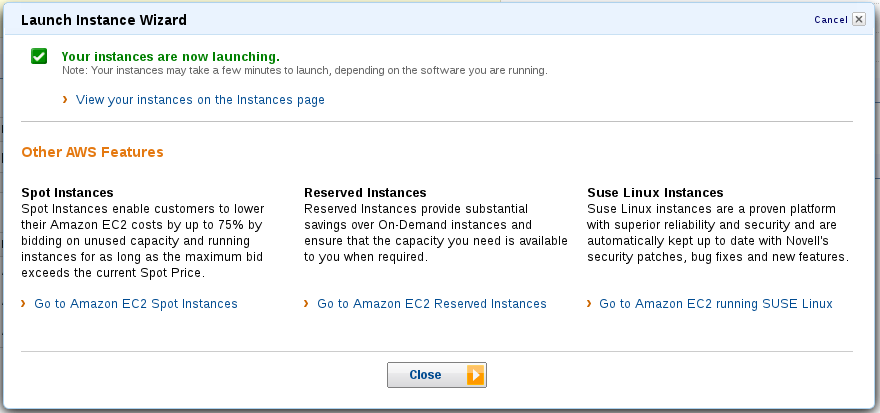 Launch Instance Wizard
Cancel
Your instances are now launching.
Note: Your instances may take a few minutes to launch, depending on the software you are running.
View your instances on the Instances page
Other AWS Features
Spot Instances
Spot Instances enable customers to lower
their Amazon EC2 costs by up to 75% by
bidding on unused capacity and running
instances for as long as the maximum bid
exceeds the current Spot Price.
Go to Amazon EC2 Spot Instances
Reserved Instances
Reserved Instances provide substantial
savings over On-Demand instances and
ensure that the capacity you need is available
to you when required.
Go to Amazon EC2 Reserved Instances
Suse Linux Instances
Suse Linux instances are a proven platform
with superior reliability and security and are
automatically kept up to date with Novell's
security patches, bug fixes and new features.
Go to Amazon EC2 running SUSE Linux
Close